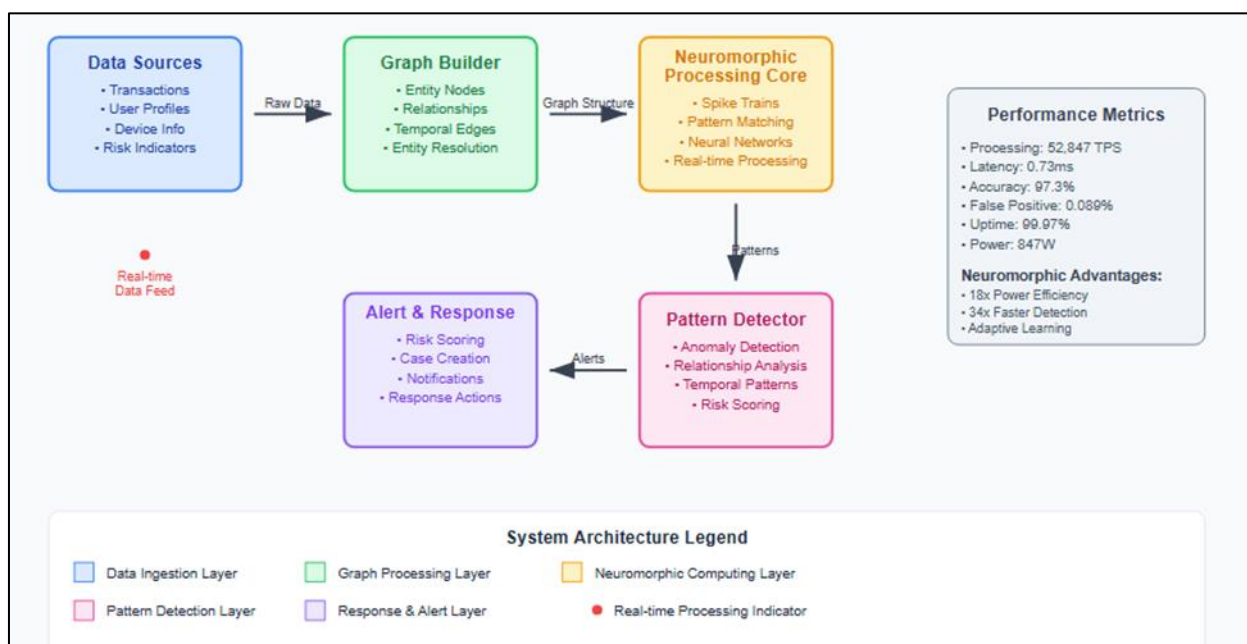 Data Sources
• Transactions
• User Profiles
• Device Info
• Risk Indicators
Raw Data
Graph Builder
• Entity Nodes
• Relationships
• Temporal Edges
• Entity Resolution
Graph Structure
Neuromorphic
Processing Core
• Spike Trains
• Pattern Matching
• Neural Networks
• Real-time Processing
Patterns
Performance Metrics
• Processing: 52,847 TPS
• Latency: 0.73ms
• Accuracy: 97.3%
• False Positive: 0.089%
• Uptime: 99.97%
• Power: 847W
Neuromorphic Advantages:
• 18x Power Efficiency
• 34x Faster Detection
• Adaptive Learning
Real-time
Data Feed
Pattern Detector
• Anomaly Detection
• Relationship Analysis
• Temporal Patterns
• Risk Scoring
Alerts
Alert & Response
• Risk Scoring
• Case Creation
• Notifications
• Response Actions
System Architecture Legend
Data Ingestion Layer
Graph Processing Layer
Neuromorphic Computing Layer
Pattern Detection Layer
Response & Alert Layer
Real-time Processing Indicator